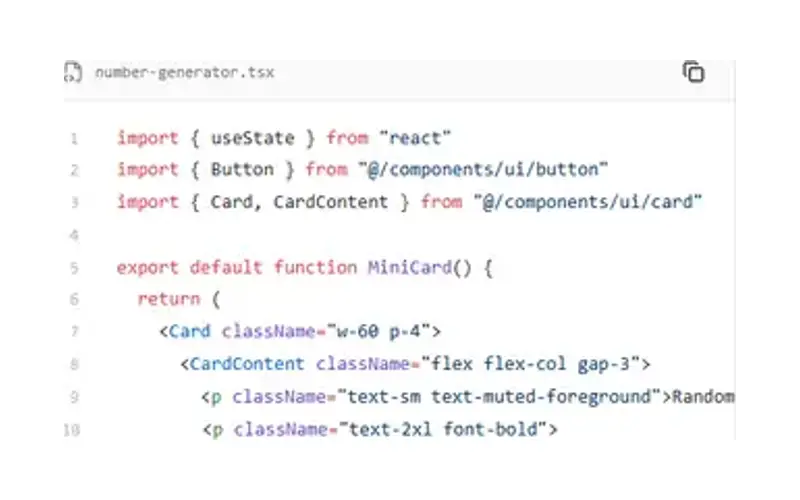 number-generator.tsx
1 import { useState } from "react"
2 import { Button } from "@/components/ui/button"
3 import { Card, CardContent } from "@/components/ui/card"
4
5 export default function MiniCard() {
6 return (
7 <Card className="w-60 p-4">
8 <CardContent className="flex flex-col gap-3">
9 <p className="text-sm text-muted-foreground">Random
10 <p className="text-2xl font-bold">